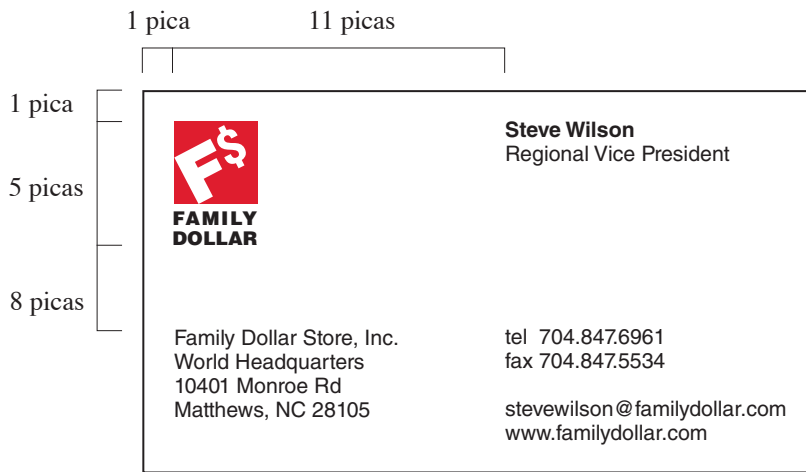 1 pica 11 picas
1 pica
5 picas
8 picas
F$
FAMILY
DOLLAR
Steve Wilson
Regional Vice President
Family Dollar Store, Inc.
World Headquarters
10401 Monroe Rd
Matthews, NC 28105
tel 704.847.6961
fax 704.847.5534
stevewilson@familydollar.com
www.familydollar.com